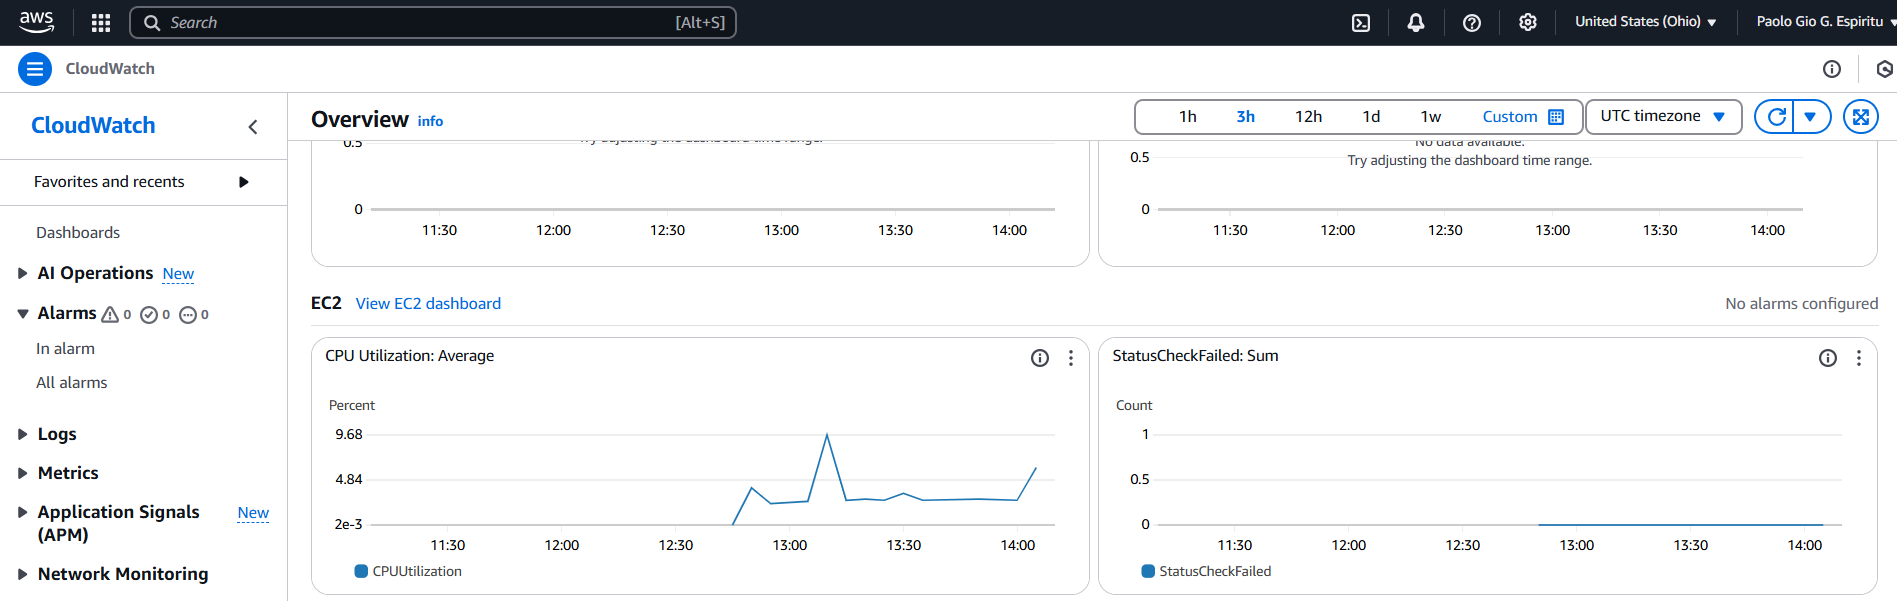 aws
Search [Alt+S]
United States (Ohio)
Paolo Gio G. Espiritu
CloudWatch
CloudWatch
Favorites and recents
Dashboards
AI Operations New
Alarms 0 0 0
In alarm
All alarms
Logs
Metrics
Application Signals New
(APM)
Network Monitoring
Overview info
1h 3h 12h 1d 1w Custom
UTC timezone
0.5
Try adjusting the dashboard time range.
0
11:30 12:00 12:30 13:00 13:30 14:00
No data available.
0.5
Try adjusting the dashboard time range.
0
11:30 12:00 12:30 13:00 13:30 14:00
EC2 View EC2 dashboard
No alarms configured
CPU Utilization: Average
Percent
9.68
4.84
2e-3
11:30 12:00 12:30 13:00 13:30 14:00
CPUUtilization
StatusCheckFailed: Sum
Count
1
0.5
0
11:30 12:00 12:30 13:00 13:30 14:00
StatusCheckFailed